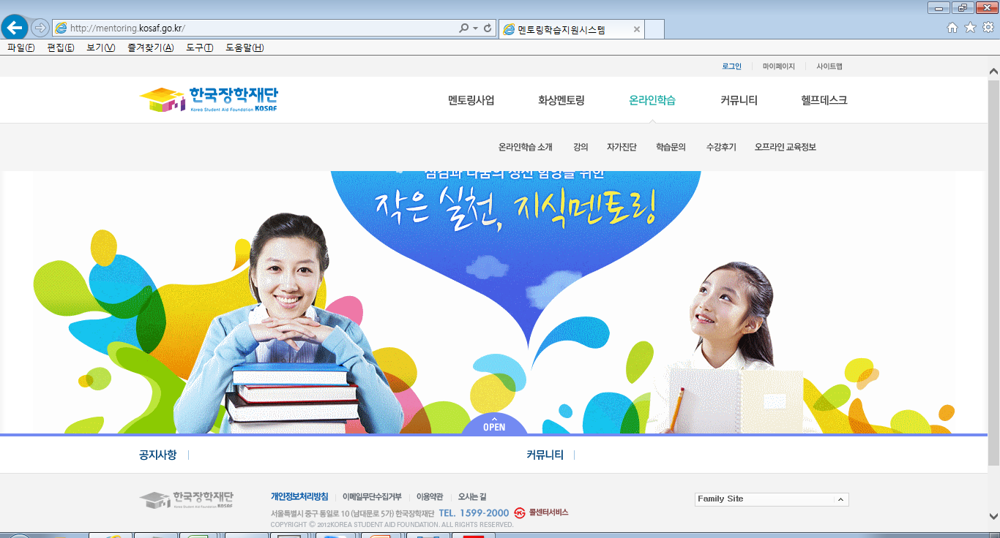 http://mentoring.kosaf.go.kr/
멘토링학습지원시스템
파일(F) 편집(E) 보기(V) 즐겨찾기(A) 도구(T) 도움말(H)
로그인 마이페이지 사이트맵
한국장학재단
Korea Student Aid Foundation KOSAF
멘토링사업 화상멘토링 온라인학습 커뮤니티 헬프데스크
온라인학습 소개 강의 자가진단 학습문의 수강후기 오프라인 교육정보
작은 실천, 지식멘토링
OPEN
공지사항 커뮤니티
한국장학재단
Korea Student Aid Foundation KOSAF
개인정보처리방침 이메일무단수집거부 이용약관 오시는 길
Family Site
서울특별시 중구 통일로 10 (남대문로 5가) 한국장학재단 TEL. 1599-2000 콜센터서비스
COPYRIGHT © 2012KOREA STUDENT AID FOUNDATION. ALL RIGHTS RESERVED.